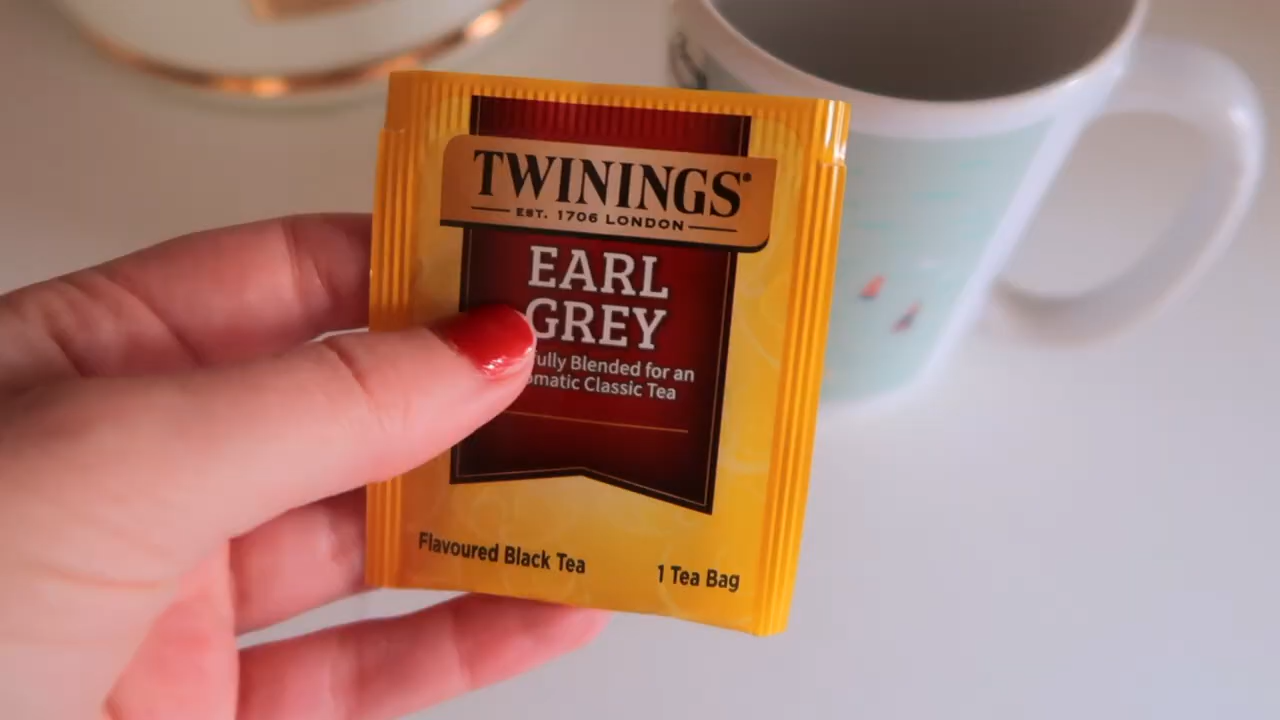 TWININGS®
EST. 1706 LONDON
EARL
GREY
Blended for an
Classic Tea
Flavoured Black Tea
1 Tea Bag